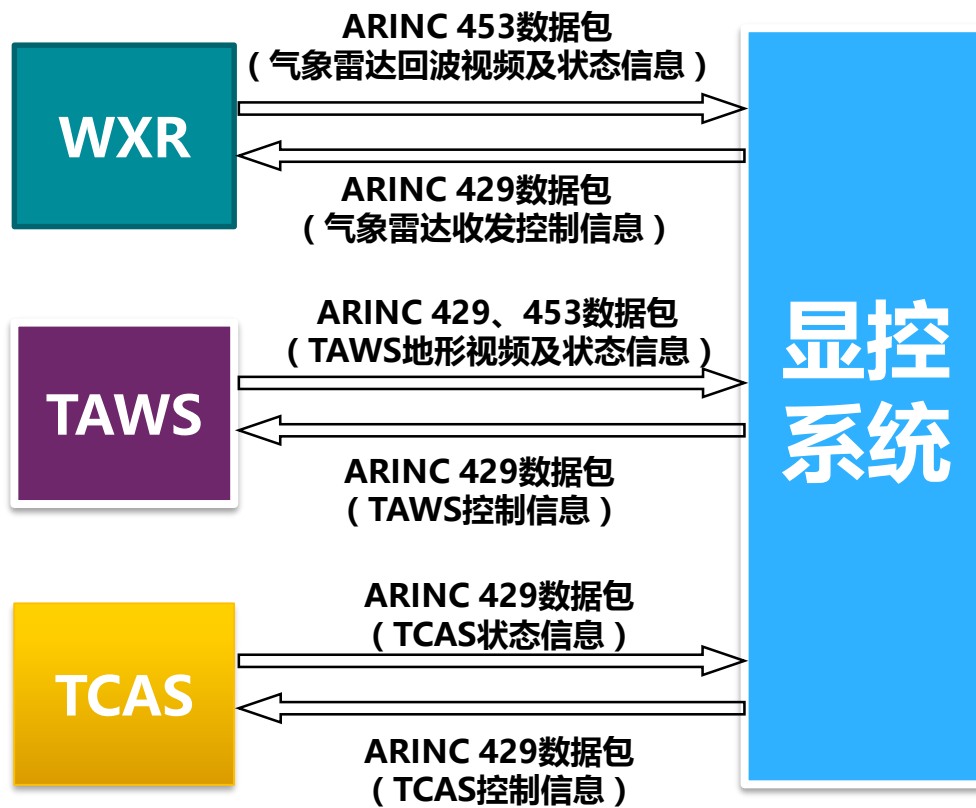 ARINC 453数据包
（气象雷达回波视频及状态信息）
WXR
ARINC 429数据包
（气象雷达收发控制信息）
ARINC 429、453数据包
（TAWS地形视频及状态信息）
TAWS
ARINC 429数据包
（TAWS控制信息）
ARINC 429数据包
（TCAS状态信息）
TCAS
ARINC 429数据包
（TCAS控制信息）
显控
系统